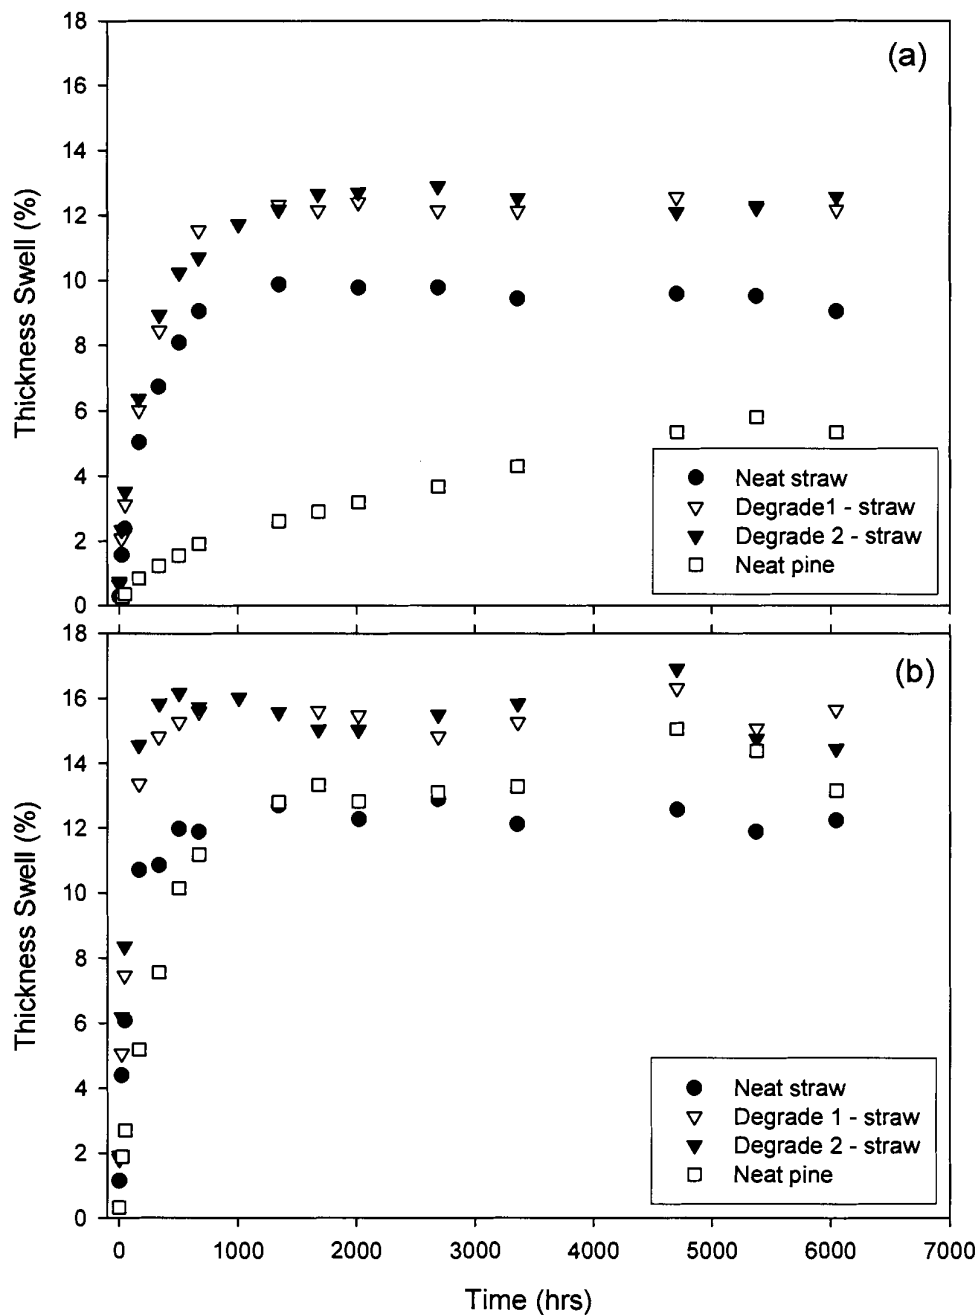 (a)
Thickness Swell (%)
18
16
14
12
10
8
6
4
2
0
Neat straw
Degrade1 - straw
Degrade 2 - straw
Neat pine
(b)
Thickness Swell (%)
18
16
14
12
10
8
6
4
2
0
Neat straw
Degrade 1 - straw
Degrade 2 - straw
Neat pine
0 1000 2000 3000 4000 5000 6000 7000
Time (hrs)